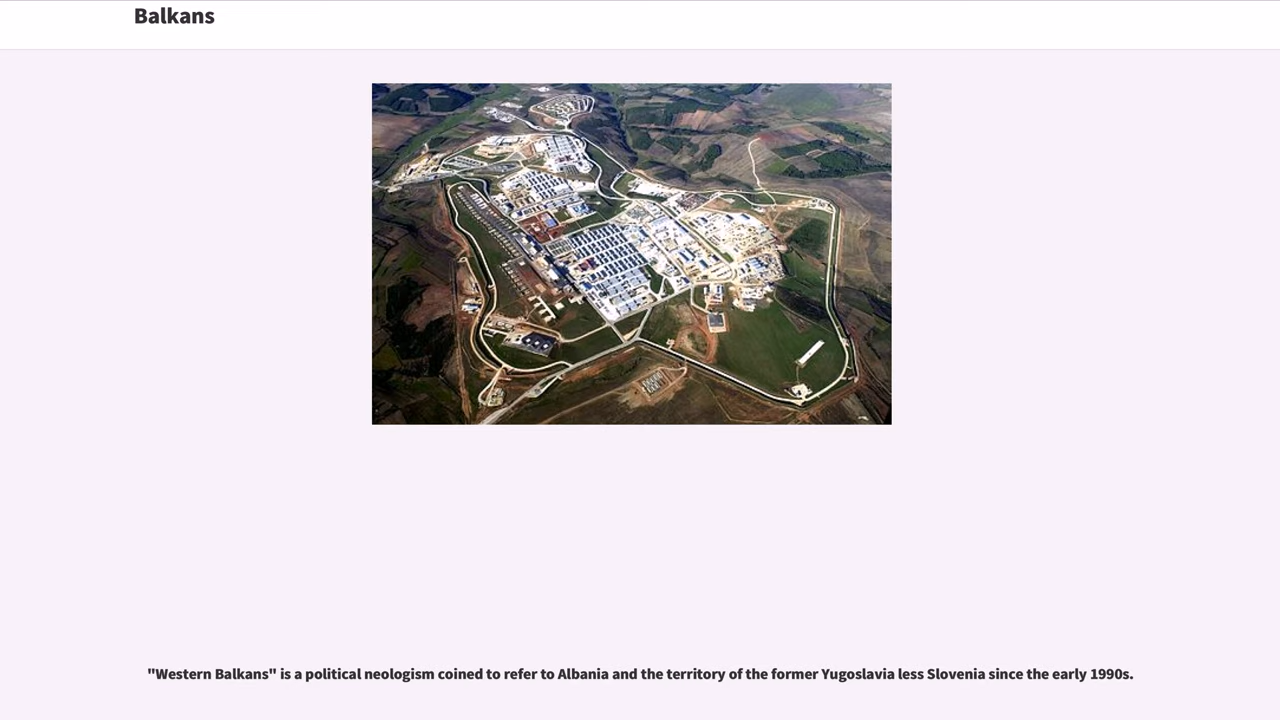 Balkans
"Western Balkans" is a political neologism coined to refer to Albania and the territory of the former Yugoslavia less Slovenia since the early 1990s.